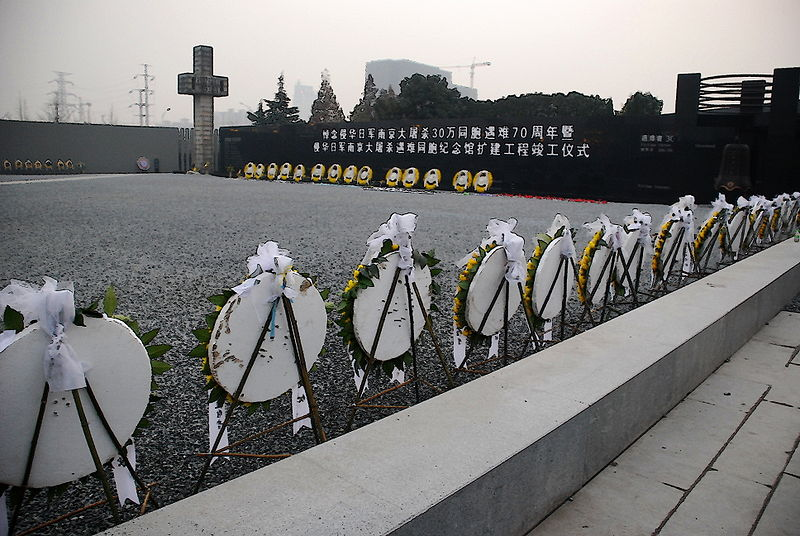 悼念侵华日军南京大屠杀30万同胞遇难70周年暨
侵华日军南京大屠杀遇难同胞纪念馆扩建工程竣工仪式